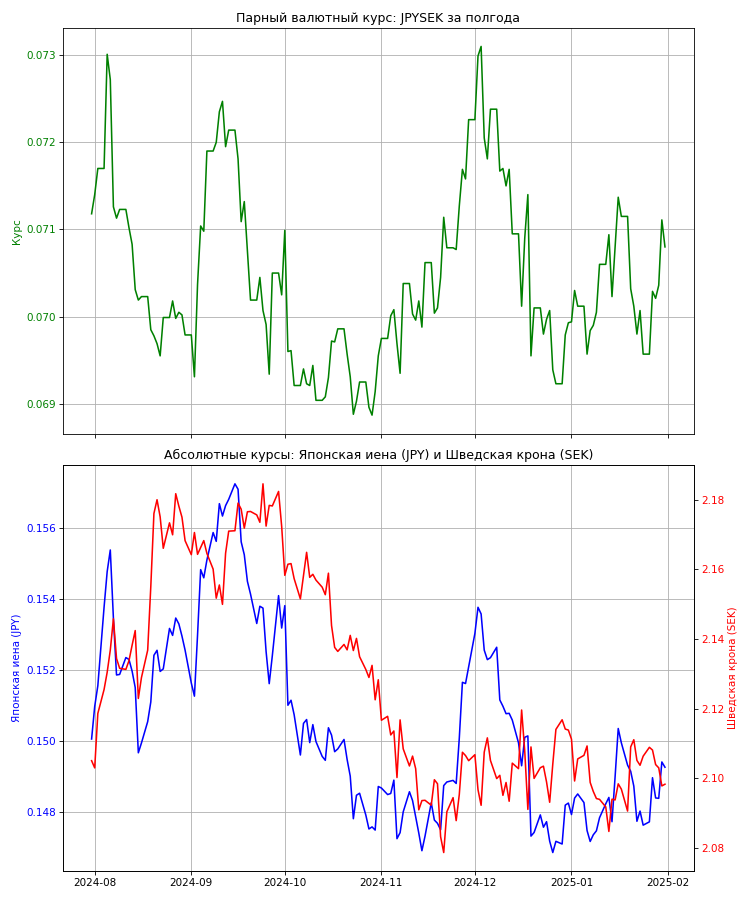 Парный валютный курс: JPYSEK за полгода
0.073
0.072
0.071
0.070
0.069
Курс
Абсолютные курсы: Японская иена (JPY) и Шведская крона (SEK)
0.156
0.154
0.152
0.150
0.148
Японская иена (JPY)
2.18
2.16
2.14
2.12
2.10
2.08
Шведская крона (SEK)
2024-08 2024-09 2024-10 2024-11 2024-12 2025-01 2025-02